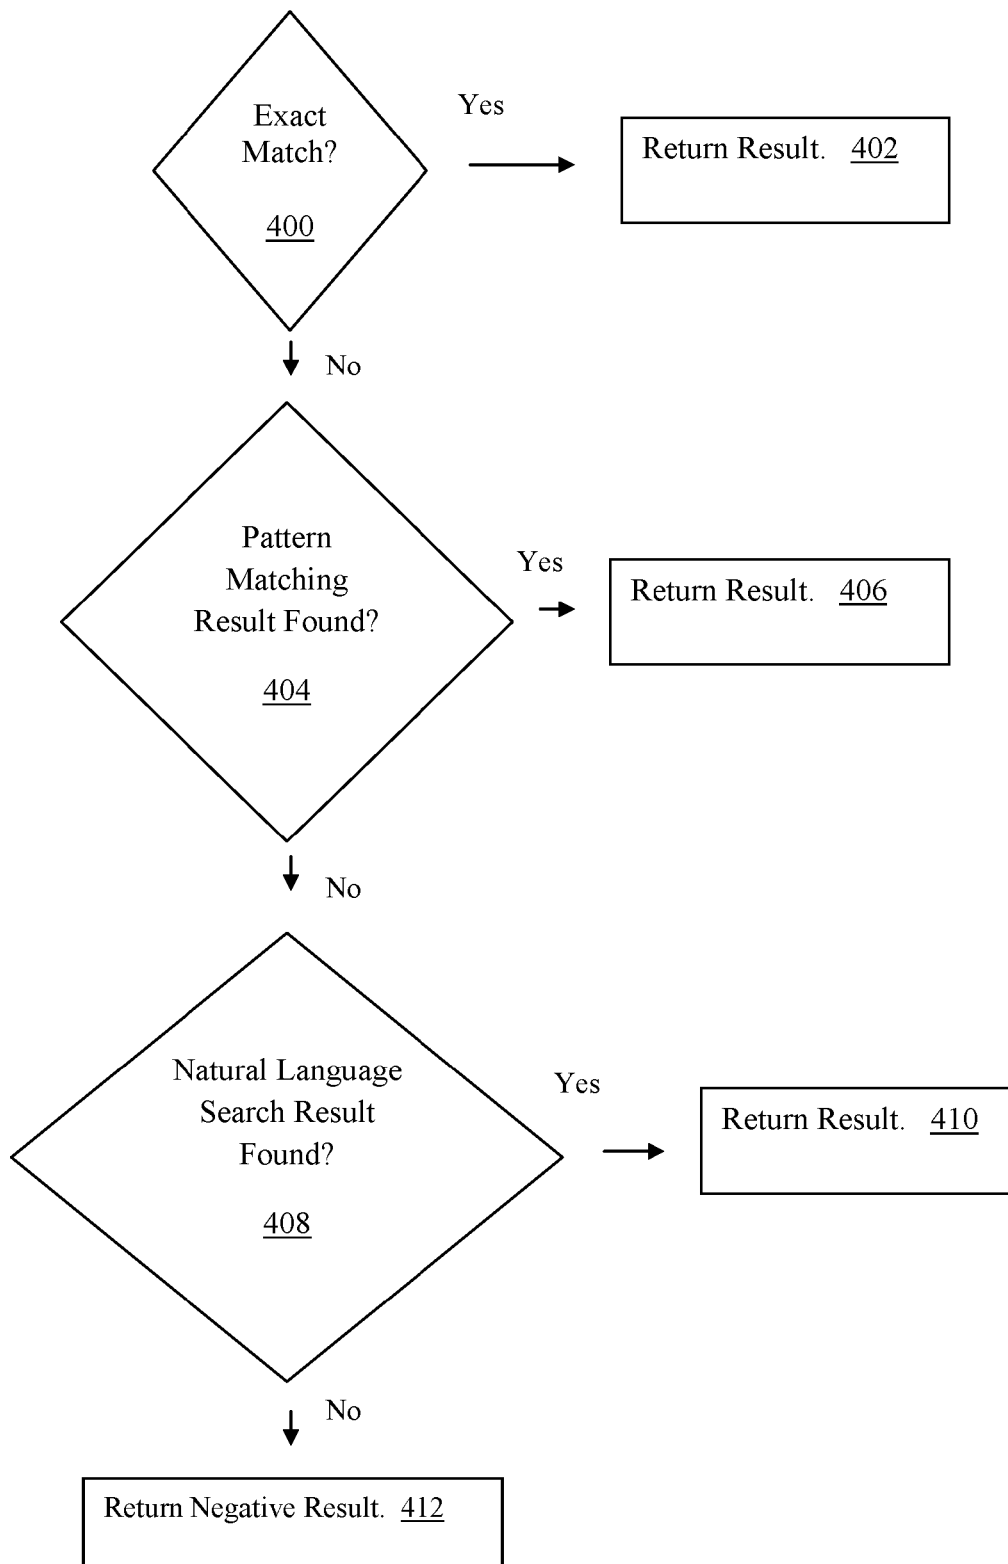 Exact
Match?
400
Yes
Return Result. 402
No
Pattern
Matching
Result Found?
404
Yes
Return Result. 406
No
Natural Language
Search Result
Found?
408
Yes
Return Result. 410
No
Return Negative Result. 412